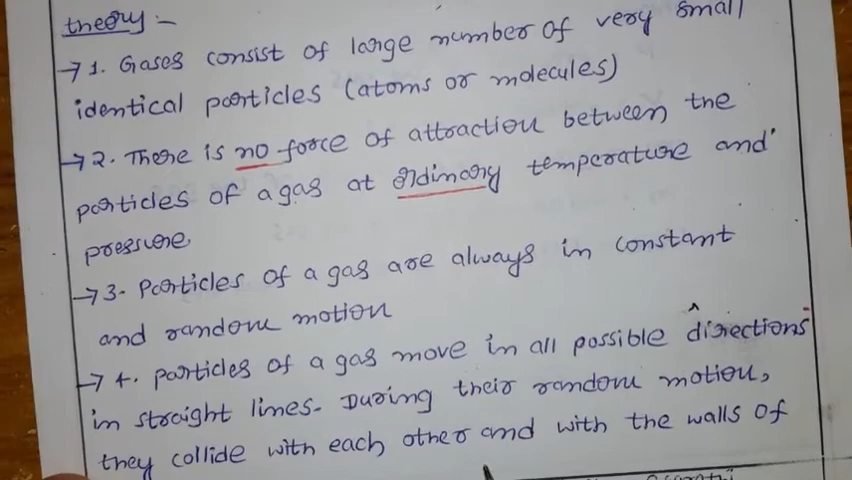 theory:-
→1. Gases consist of large number of very small
identical particles (atoms or molecules)
→2. There is no force of attraction between the
particles of a gas at ordinary temperature and
pressure
→3. Particles of a gas are always in constant
and random motion
→4. particles of a gas move in all possible directions
in straight lines. During their random motion,
they collide with each other and with the walls of